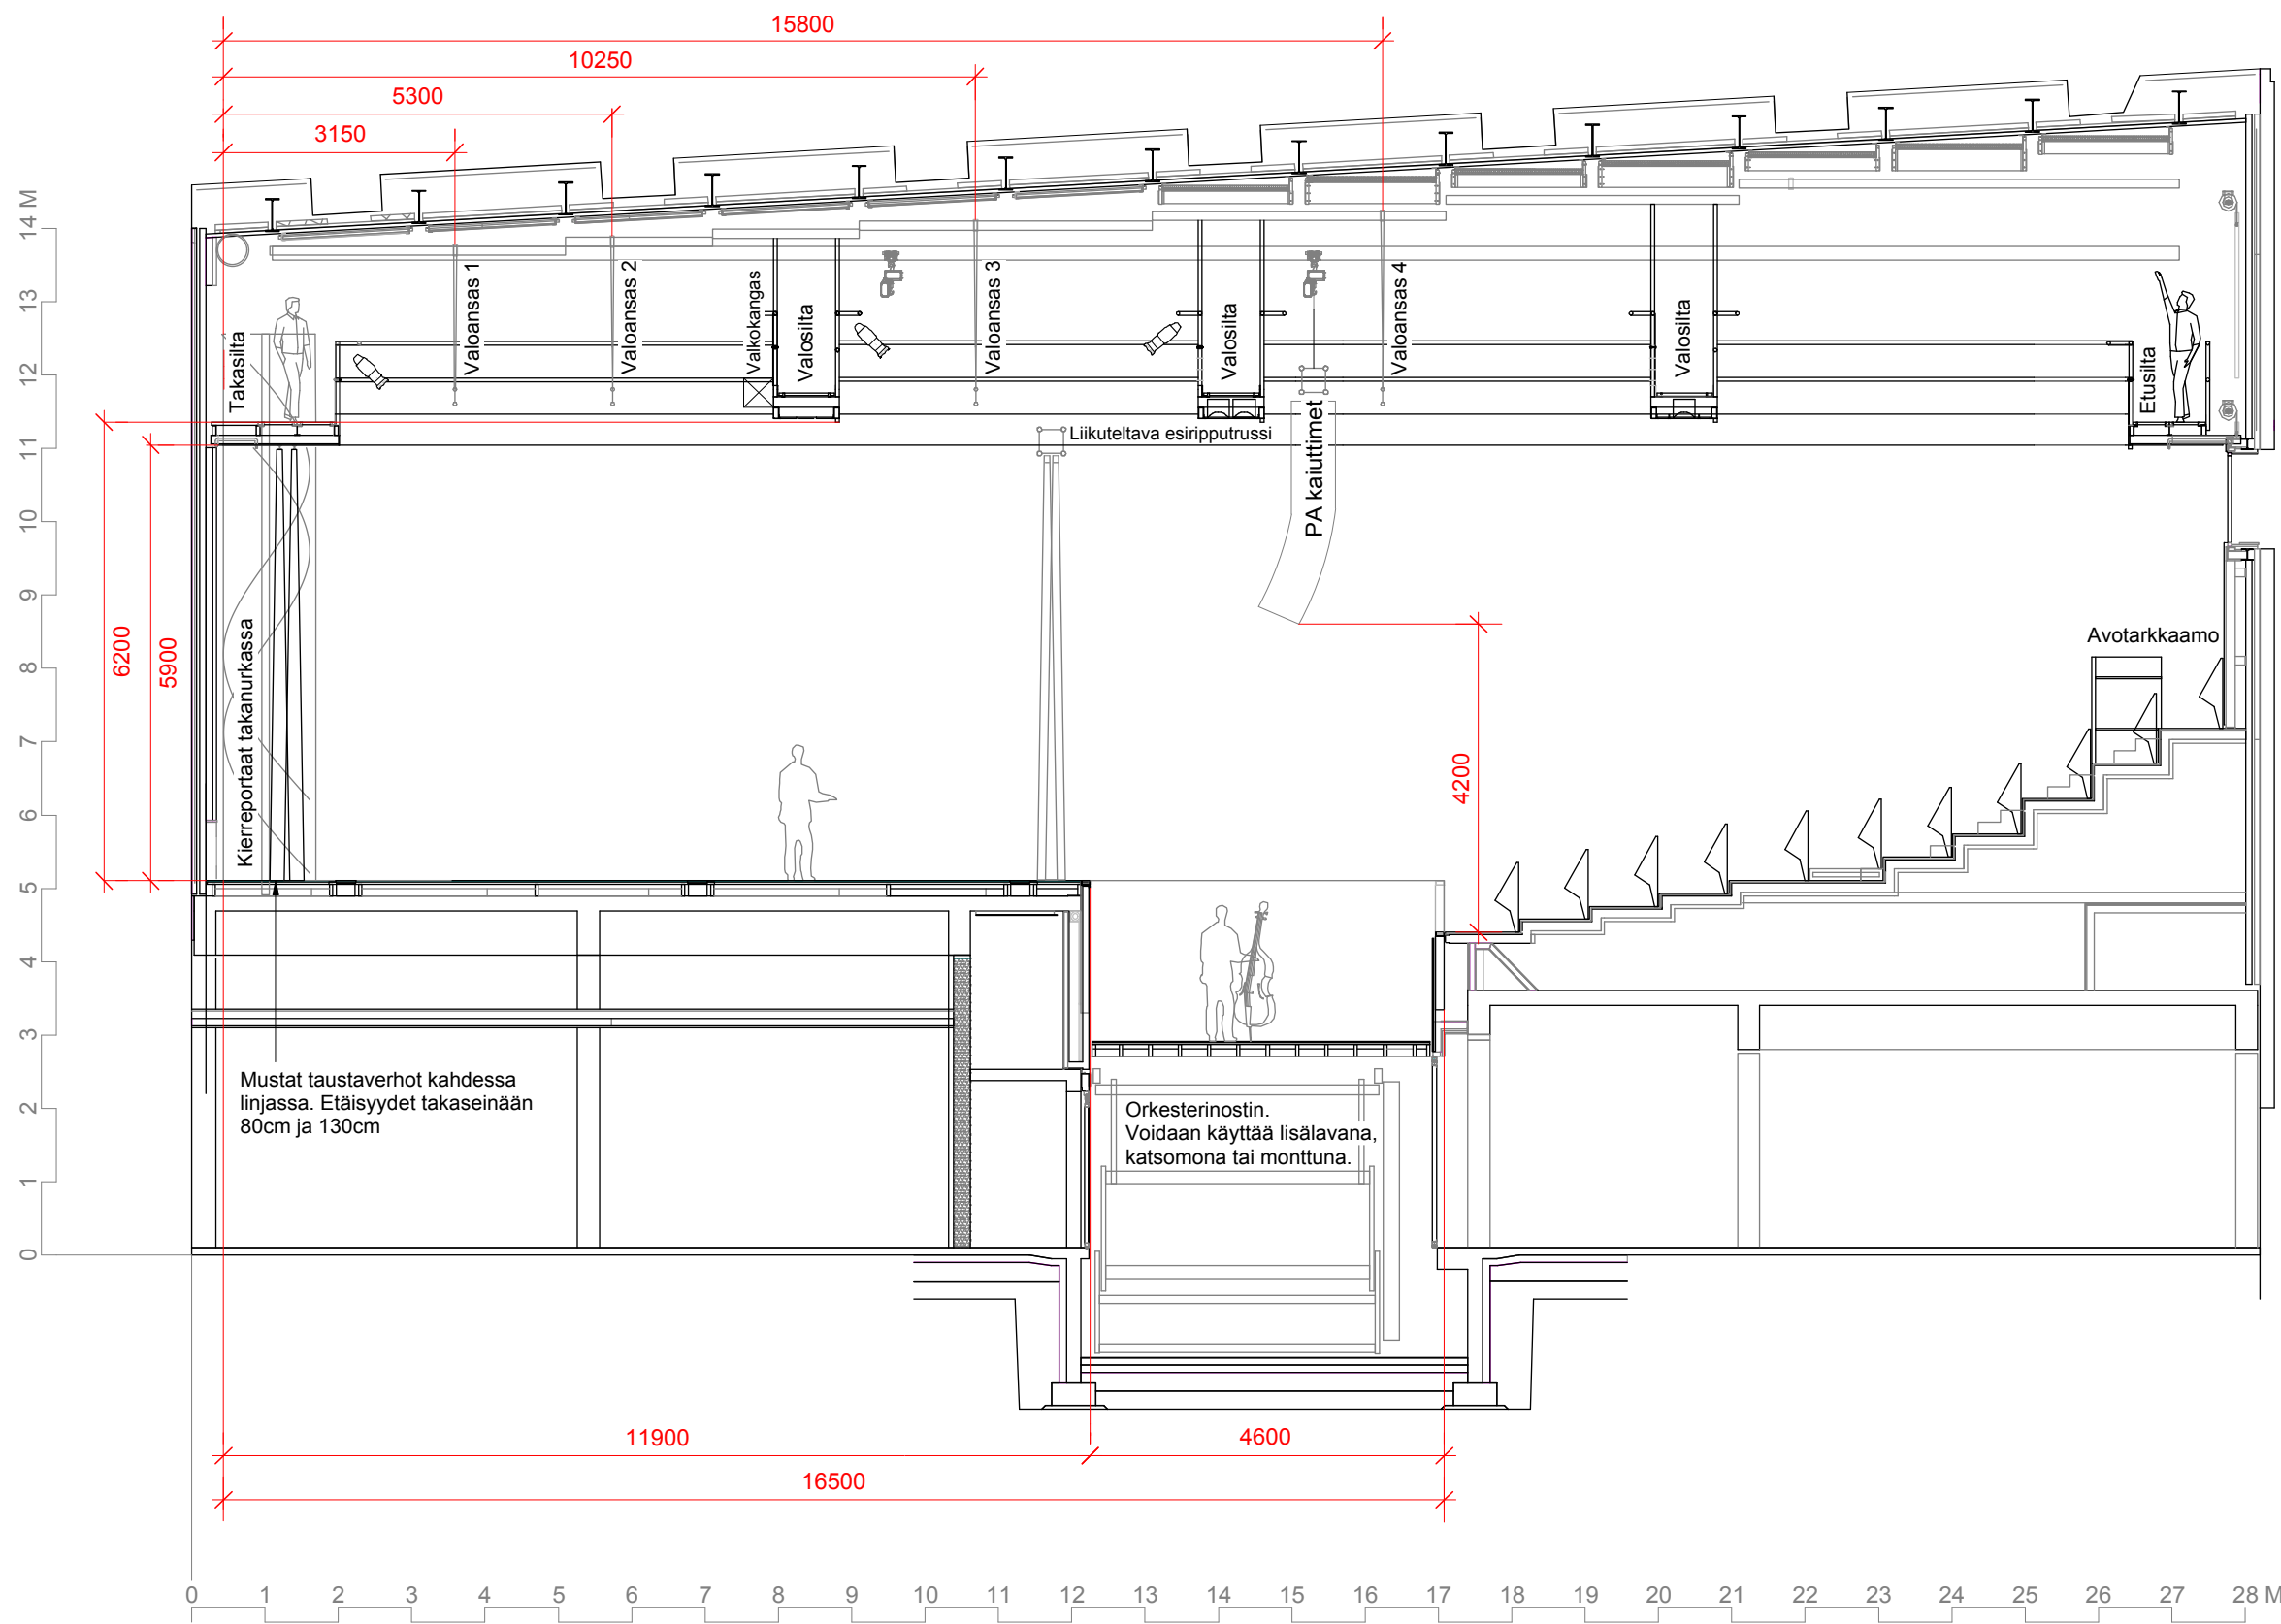 15800
10250
5300
3150
14 M
13
12
11
10
9
8
7
6
5
4
3
2
1
0
Takasilta
Valoansas 1
Valoansas 2
Valkokangas
Valosilta
Valoansas 3
Valosilta
Valoansas 4
Valosilta
Etusilta
Liikuteltava esiripputrussi
PA kaiuttimet
6200
5900
Kierreportaat takanurkassa
4200
Avotarkkaamo
Mustat taustaverhot kahdessa
linjassa. Etäisyydet takaseinään
80cm ja 130cm
Orkesterinostin.
Voidaan käyttää lisälavana,
katsomona tai monttuna.
11900
4600
16500
0 1 2 3 4 5 6 7 8 9 10 11 12 13 14 15 16 17 18 19 20 21 22 23 24 25 26 27 28 M